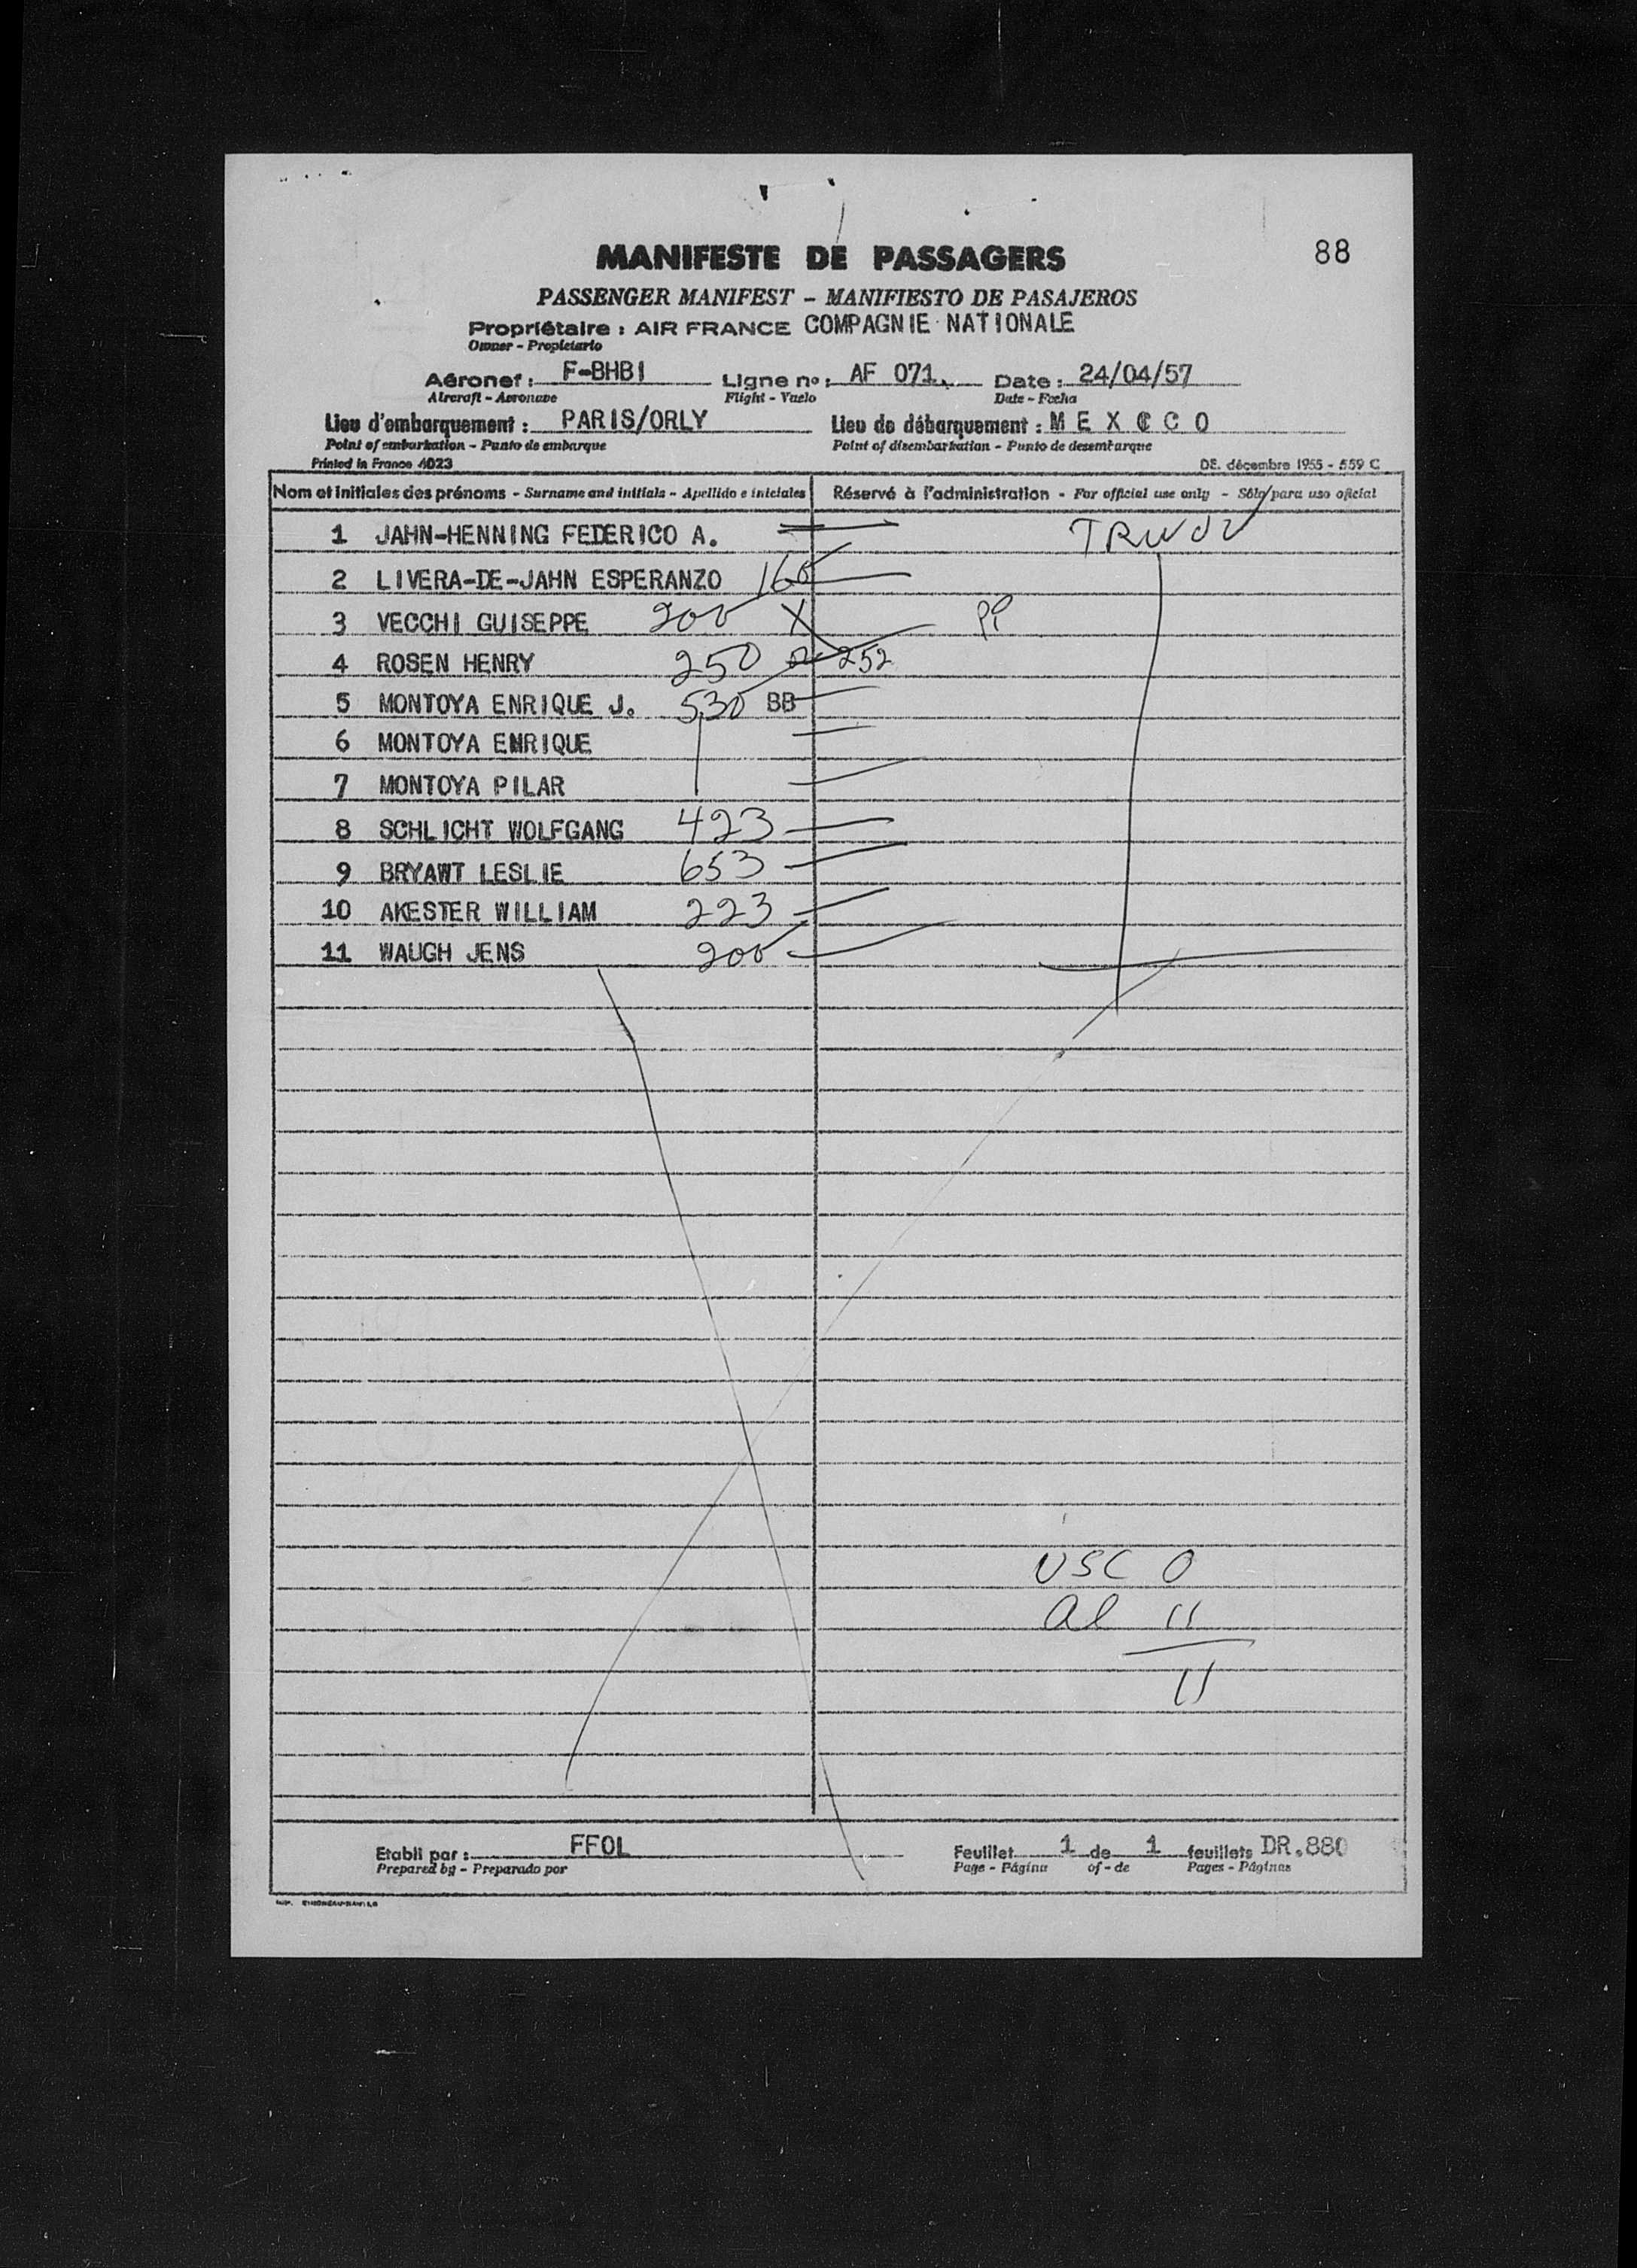 88
MANIFESTE DE PASSAGERS
PASSENGER MANIFEST - MANIFIESTO DE PASAJEROS
Propriétaire : AIR FRANCE COMPAGNIE NATIONALE
Owner - Propietario
Aéronef : F-BHBI Ligne no : AF 071. Date : 24/04/57
Aircraft - Aeronave Flight - Vuelo Date - Fecha
Lieu d'embarquement : PARIS/ORLY Lieu de débarquement : M E X C C O
Point of embarkation - Punto de embarque Point of disembarkation - Punto de desembarque
Printed in France 4023 DE. décembre 1955 - 559 C
Nom et initiales des prénoms - Surname and initials - Apellido e iniciales Réservé à l'administration - For official use only - Sólo para uso oficial
1 JAHN-HENNING FEDERICO A.
2 LIVERA-DE-JAHN ESPERANZO 160
3 VECCHI GUISEPPE 200 X
4 ROSEN HENRY 250 252
5 MONTOYA ENRIQUE J. 530 BB
6 MONTOYA ENRIQUE
7 MONTOYA PILAR
8 SCHLICHT WOLFGANG 423
9 BRYAWT LESLIE 653
10 AKESTER WILLIAM 223
11 WAUGH JENS 200
USC 0
al 11
11
Etabli par : FFOL Feuillet 1 de 1 feuillets DR.880
Prepared by - Preparado por Page - Página of - de Pages - Páginas